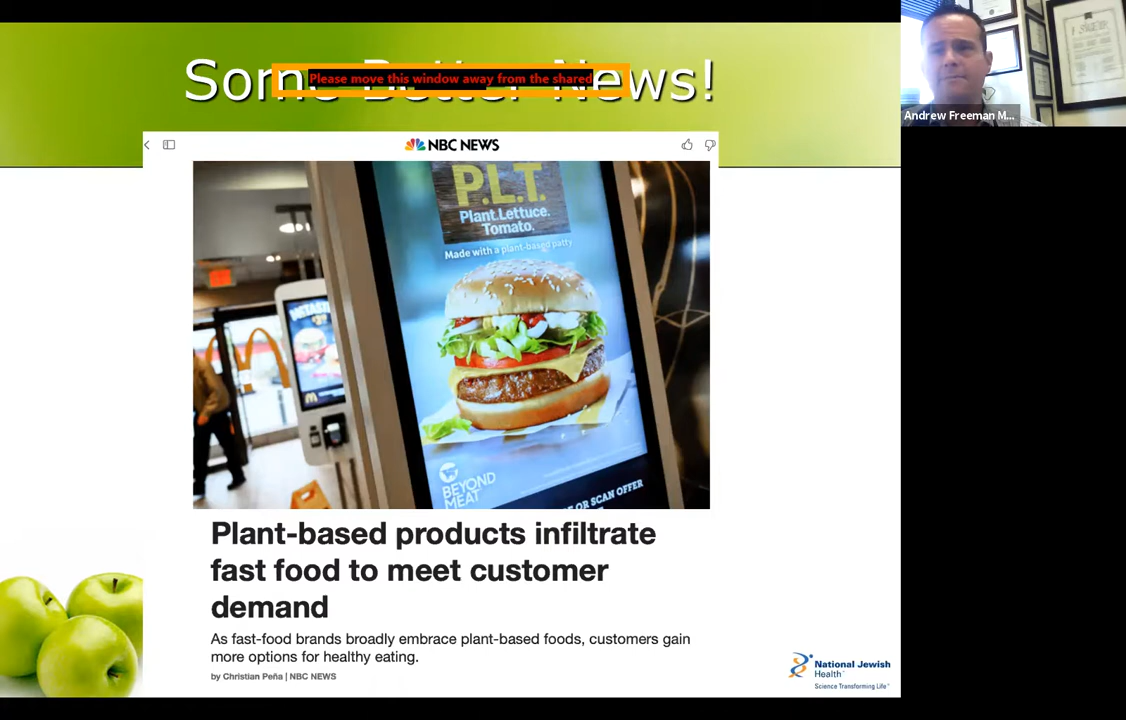 Some Better News!
Please move this window away from the shared
Andrew Freeman M...
NBC NEWS
P.L.T.
Plant.Lettuce.
Tomato.
Made with a plant-based patty
BEYOND
MEAT
OR SCAN OFFER
Plant-based products infiltrate
fast food to meet customer
demand
As fast-food brands broadly embrace plant-based foods, customers gain
more options for healthy eating.
by Christian Peña | NBC NEWS
National Jewish
Health
Science Transforming Life